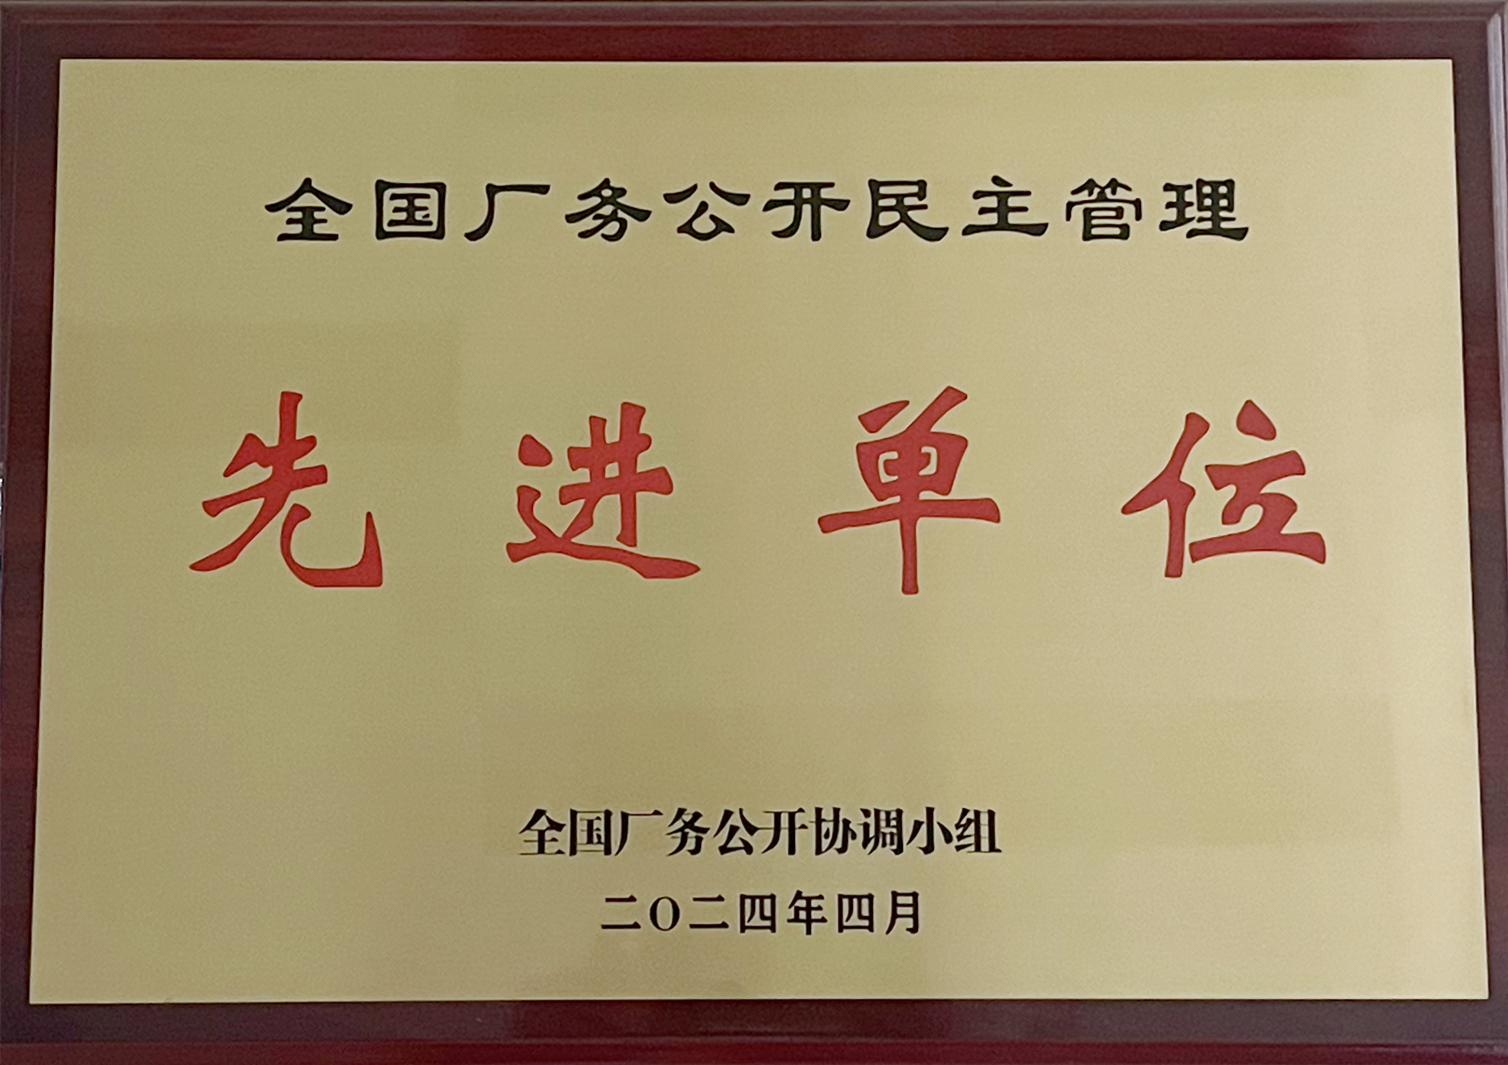 全国厂务公开民主管理
先进单位
全国厂务公开协调小组
二〇二四年四月